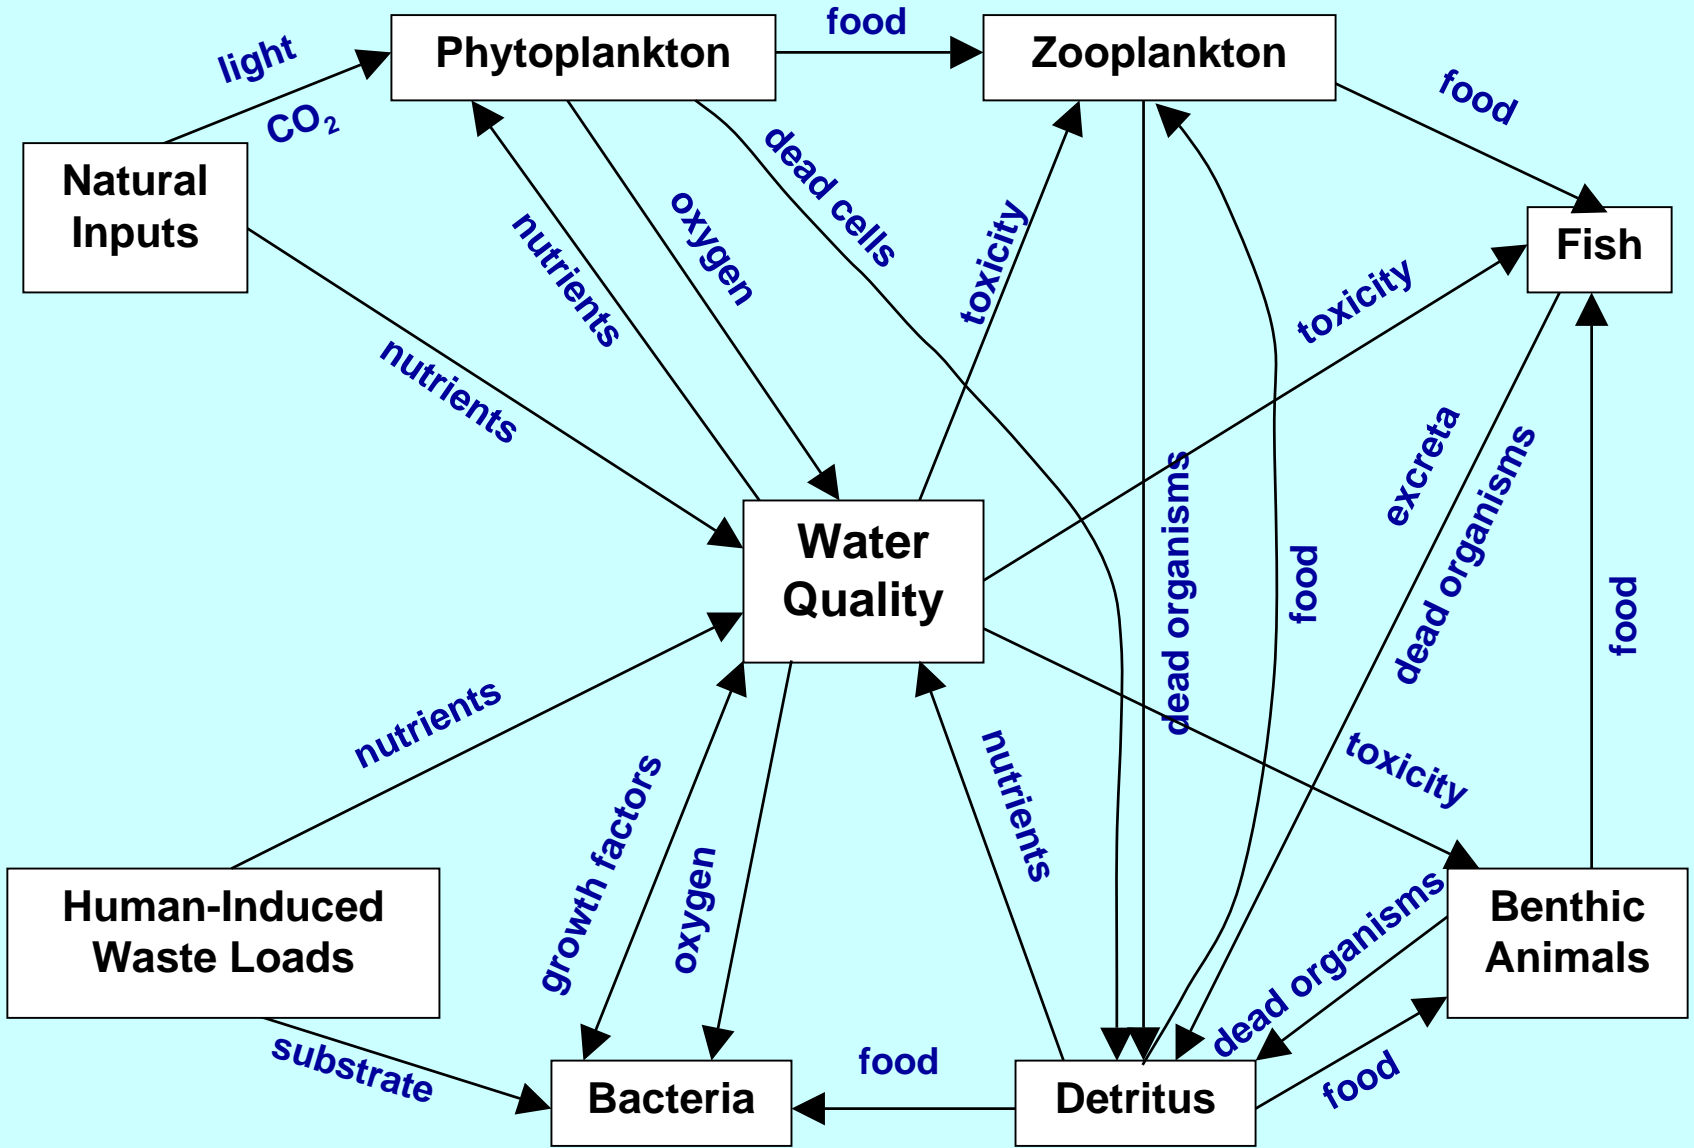 food
Phytoplankton
Zooplankton
light
CO₂
food
dead cells
Natural
Inputs
nutrients
oxygen
toxicity
Fish
toxicity
nutrients
excreta
dead organisms
dead organisms
food
food
Water
Quality
nutrients
growth factors
oxygen
nutrients
toxicity
Human-Induced
Waste Loads
dead organisms
Benthic
Animals
substrate
food
food
Bacteria
Detritus